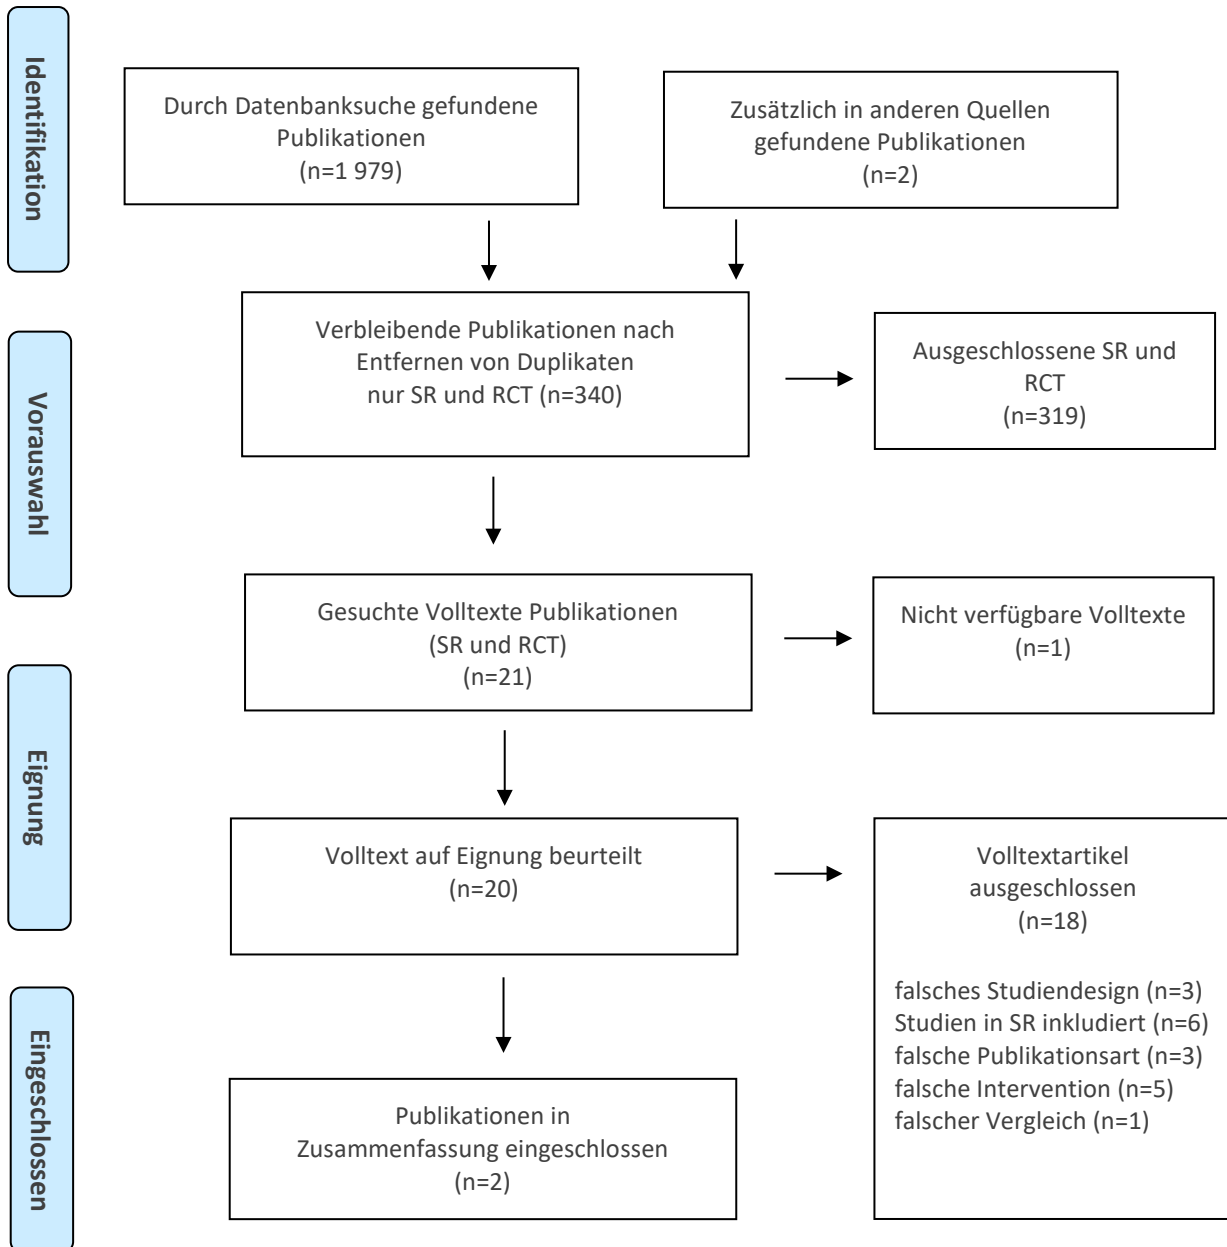 Identifikation
Durch Datenbanksuche gefundene
Publikationen
(n=1 979)
Zusätzlich in anderen Quellen
gefundene Publikationen
(n=2)
Vorauswahl
Verbleibende Publikationen nach
Entfernen von Duplikaten
nur SR und RCT (n=340)
Ausgeschlossene SR und
RCT
(n=319)
Gesuchte Volltexte Publikationen
(SR und RCT)
(n=21)
Nicht verfügbare Volltexte
(n=1)
Eignung
Volltext auf Eignung beurteilt
(n=20)
Volltextartikel
ausgeschlossen
(n=18)
falsches Studiendesign (n=3)
Studien in SR inkludiert (n=6)
falsche Publikationsart (n=3)
falsche Intervention (n=5)
falscher Vergleich (n=1)
Eingeschlossen
Publikationen in
Zusammenfassung eingeschlossen
(n=2)